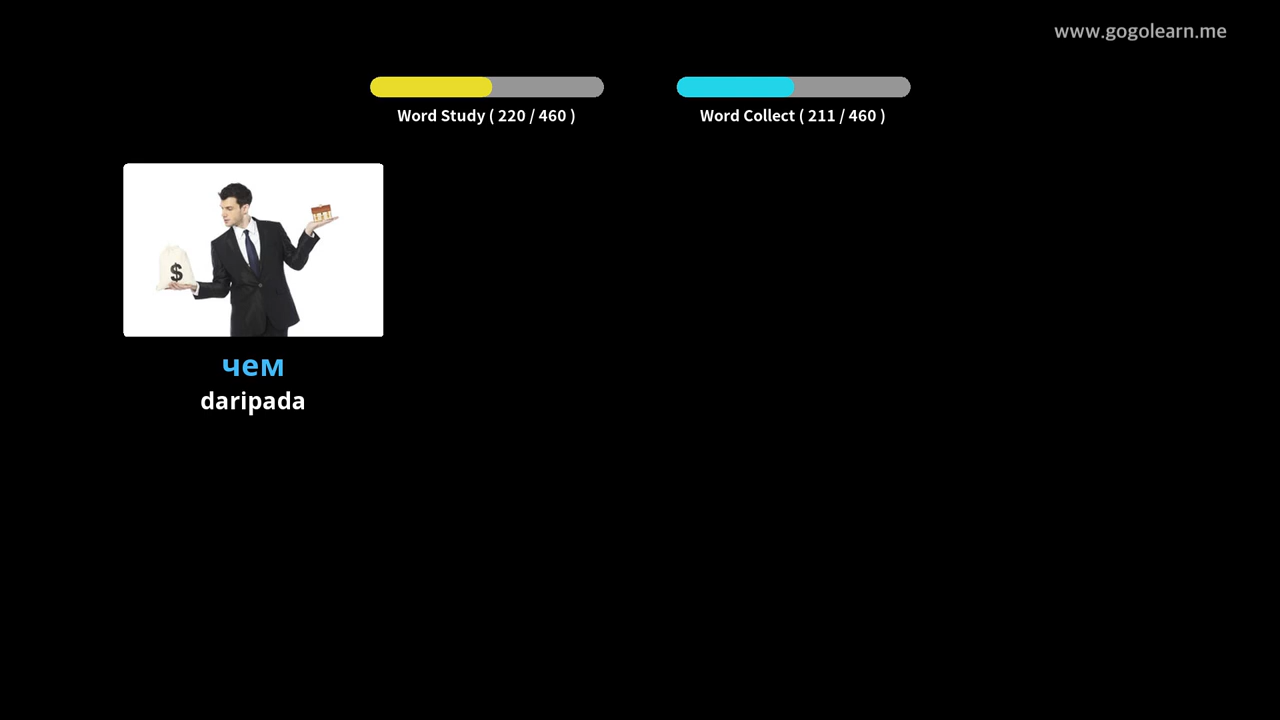 www.gogolearn.me
Word Study ( 220 / 460 )
Word Collect ( 211 / 460 )
$
чем
daripada